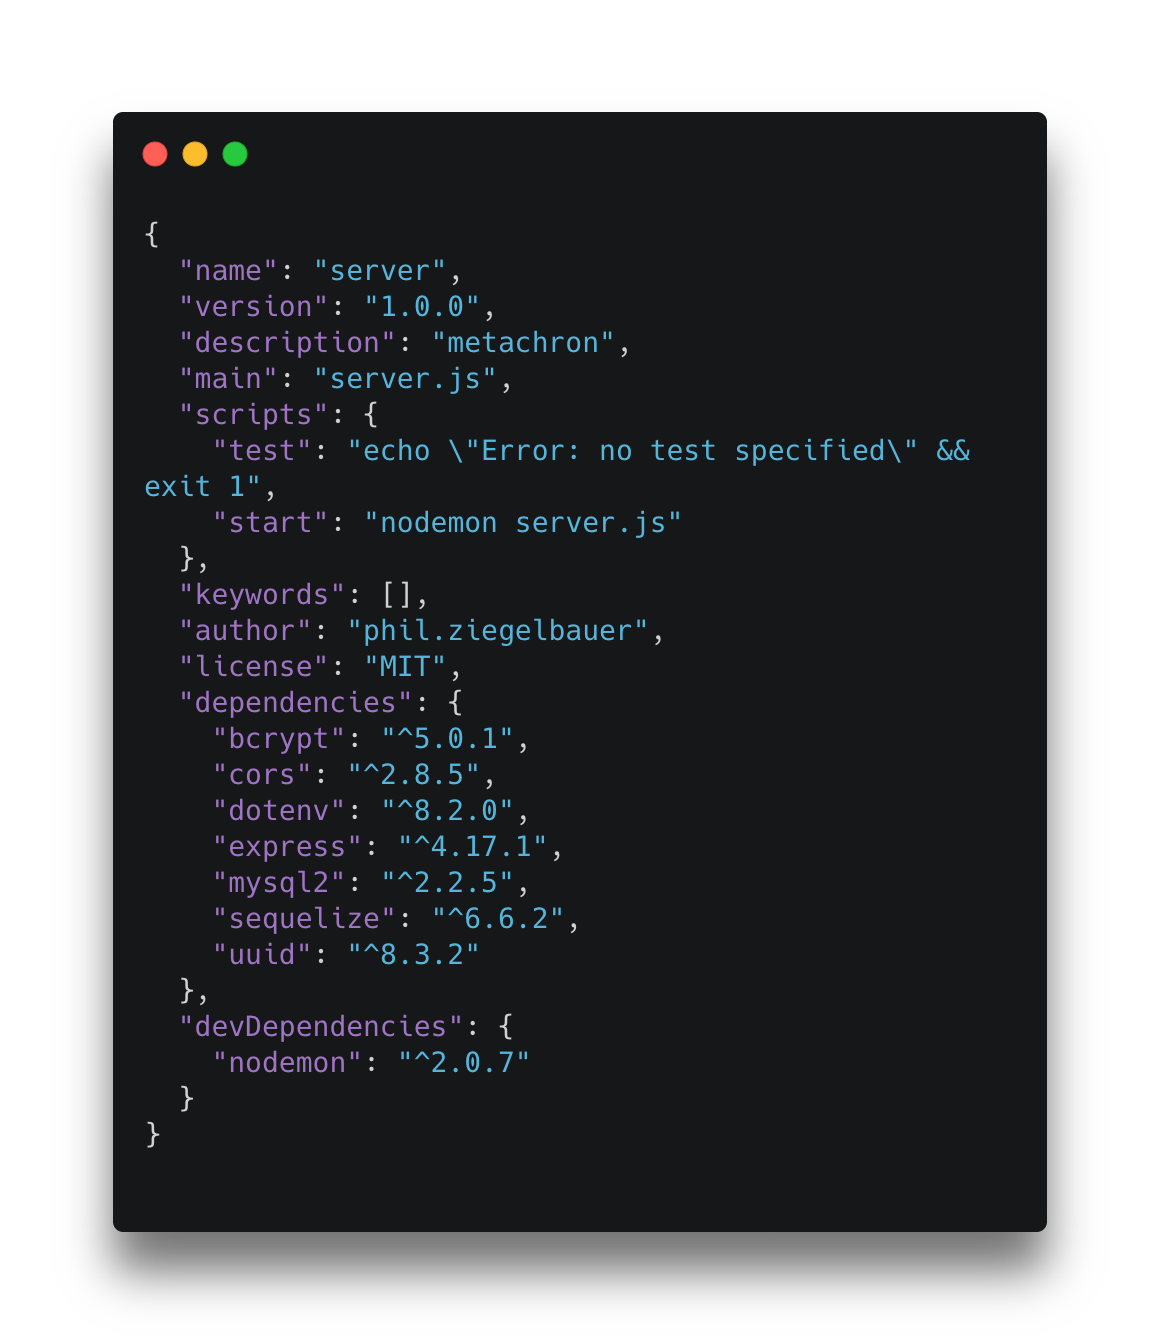 {
  "name": "server",
  "version": "1.0.0",
  "description": "metachron",
  "main": "server.js",
  "scripts": {
    "test": "echo \"Error: no test specified\" &&
exit 1",
    "start": "nodemon server.js"
  },
  "keywords": [],
  "author": "phil.ziegelbauer",
  "license": "MIT",
  "dependencies": {
    "bcrypt": "^5.0.1",
    "cors": "^2.8.5",
    "dotenv": "^8.2.0",
    "express": "^4.17.1",
    "mysql2": "^2.2.5",
    "sequelize": "^6.6.2",
    "uuid": "^8.3.2"
  },
  "devDependencies": {
    "nodemon": "^2.0.7"
  }
}